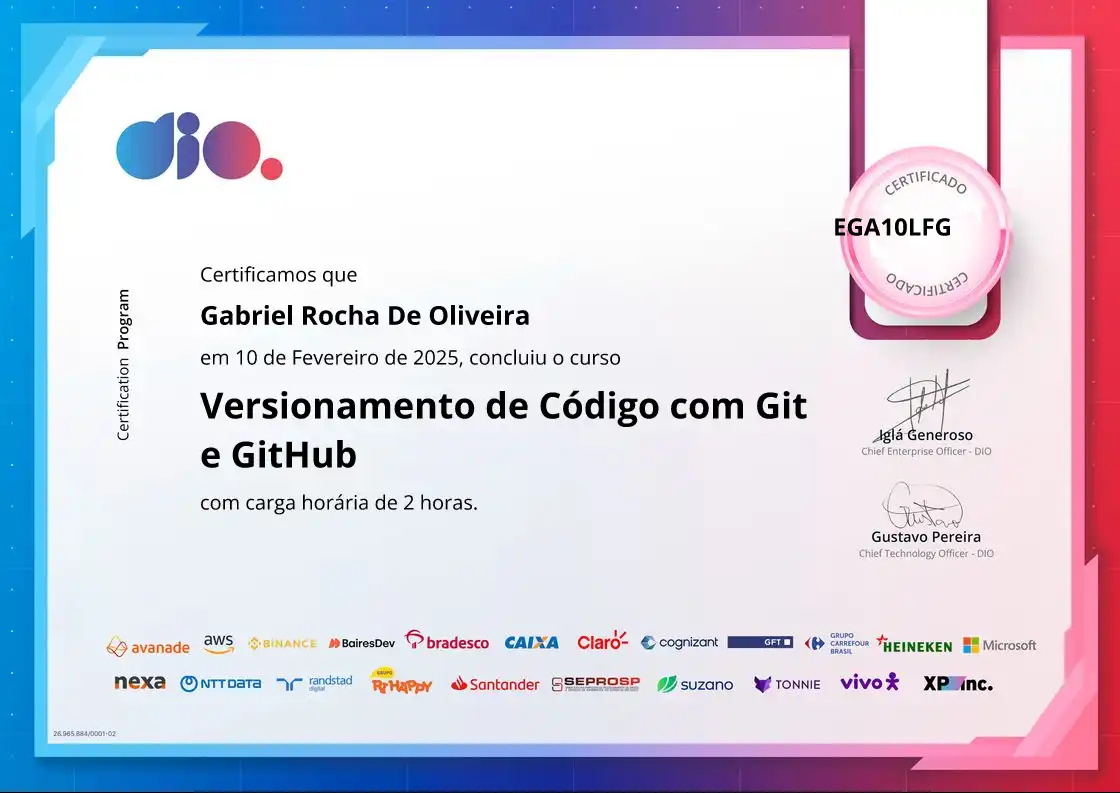 dio.
CERTIFICADO
EGA10LFG
CERTIFICADO
Certification Program
Certificamos que
Gabriel Rocha De Oliveira
em 10 de Fevereiro de 2025, concluiu o curso
Versionamento de Código com Git
e GitHub
com carga horária de 2 horas.
Iglá Generoso
Chief Enterprise Officer - DIO
Gustavo Pereira
Chief Technology Officer - DIO
avanade aws BINANCE BairesDev bradesco CAIXA Claro cognizant GFT GRUPO CARREFOUR BRASIL HEINEKEN Microsoft
nexa NTT DATA randstad digital GRUPO RI HAPPY Santander SEPROSP suzano TONNIE vivo XP inc.
26.965.884/0001-02